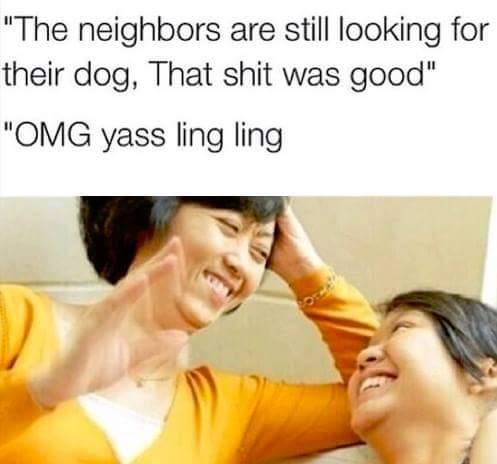 "The neighbors are still looking for
their dog, That shit was good"
"OMG yass ling ling